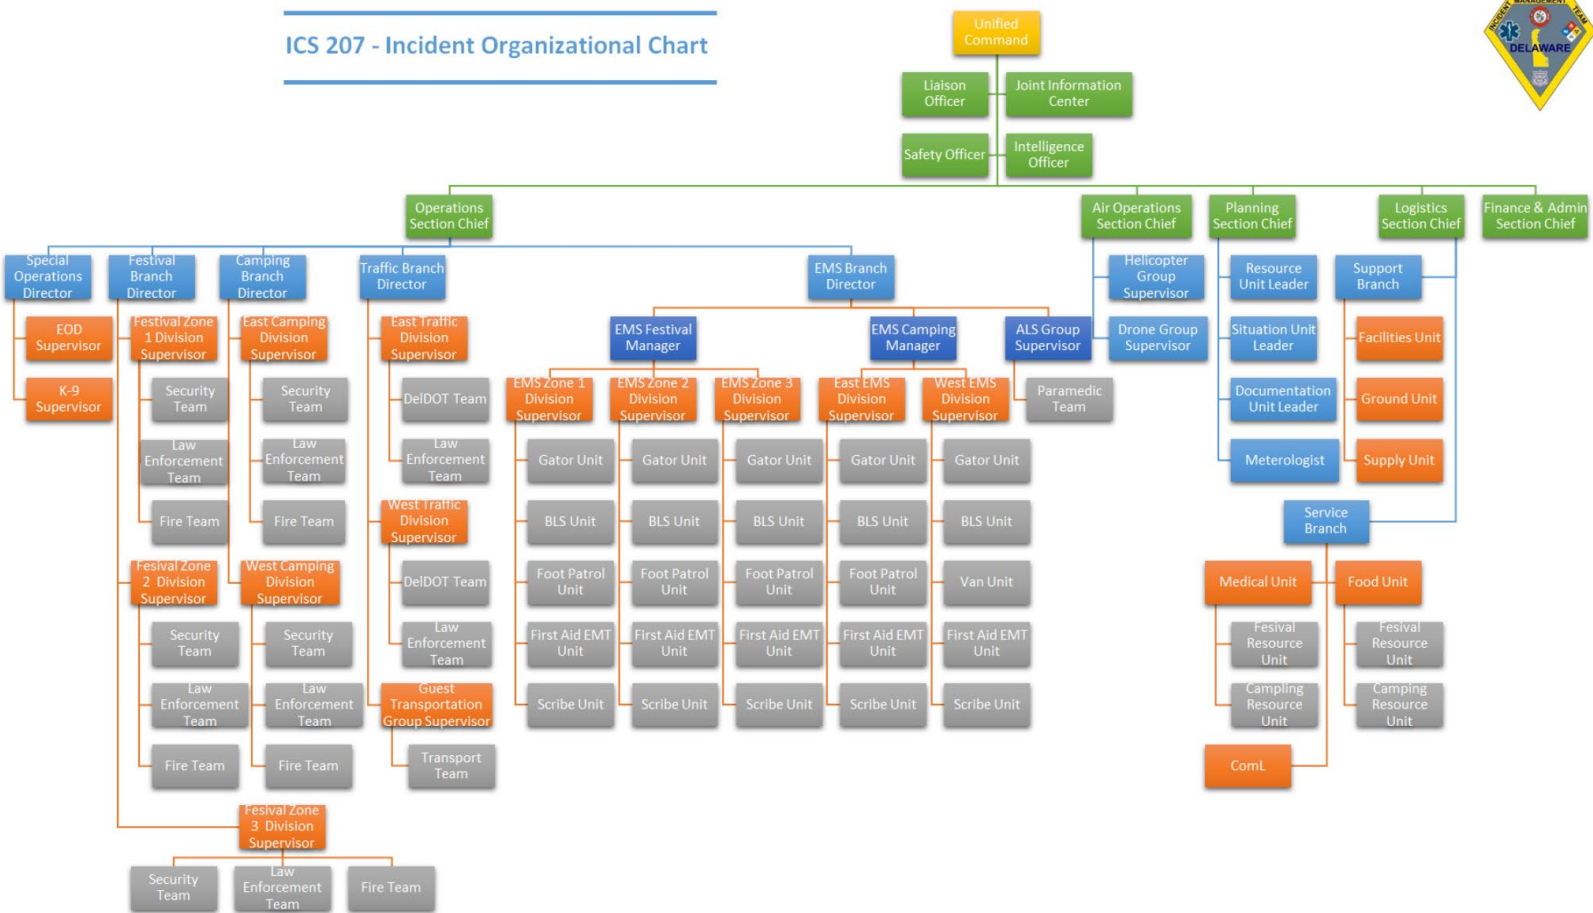 ICS 207 - Incident Organizational Chart
Unified
Command
INCIDENT MANAGEMENT TEAM
DELAWARE
Liaison
Officer
Joint Information
Center
Safety Officer
Intelligence
Officer
Operations
Section Chief
Air Operations
Section Chief
Planning
Section Chief
Logistics
Section Chief
Finance & Admin
Section Chief
Special
Operations
Director
Festival
Branch
Director
Camping
Branch
Director
Traffic Branch
Director
EMS Branch
Director
Helicopter
Group
Supervisor
Resource
Unit Leader
Support
Branch
EOD
Supervisor
Festival Zone
1 Division
Supervisor
East Camping
Division
Supervisor
East Traffic
Division
Supervisor
EMS Festival
Manager
EMS Camping
Manager
ALS Group
Supervisor
Drone Group
Supervisor
Situation Unit
Leader
Facilities Unit
K-9
Supervisor
Security
Team
Security
Team
DelDOT Team
EMS Zone 1
Division
Supervisor
EMS Zone 2
Division
Supervisor
EMS Zone 3
Division
Supervisor
East EMS
Division
Supervisor
West EMS
Division
Supervisor
Paramedic
Team
Documentation
Unit Leader
Ground Unit
Law
Enforcement
Team
Law
Enforcement
Team
Law
Enforcement
Team
Gator Unit
Gator Unit
Gator Unit
Gator Unit
Gator Unit
Meterologist
Supply Unit
Fire Team
Fire Team
West Traffic
Division
Supervisor
BLS Unit
BLS Unit
BLS Unit
BLS Unit
BLS Unit
Service
Branch
Fesival Zone
2 Division
Supervisor
West Camping
Division
Supervisor
DelDOT Team
Foot Patrol
Unit
Foot Patrol
Unit
Foot Patrol
Unit
Foot Patrol
Unit
Van Unit
Medical Unit
Food Unit
Security
Team
Security
Team
Law
Enforcement
Team
First Aid EMT
Unit
First Aid EMT
Unit
First Aid EMT
Unit
First Aid EMT
Unit
First Aid EMT
Unit
Fesival
Resource
Unit
Fesival
Resource
Unit
Law
Enforcement
Team
Law
Enforcement
Team
Guest
Transportation
Group Supervisor
Scribe Unit
Scribe Unit
Scribe Unit
Scribe Unit
Scribe Unit
Campling
Resource
Unit
Camping
Resource
Unit
Fire Team
Fire Team
Transport
Team
ComL
Fesival Zone
3 Division
Supervisor
Security
Team
Law
Enforcement
Team
Fire Team